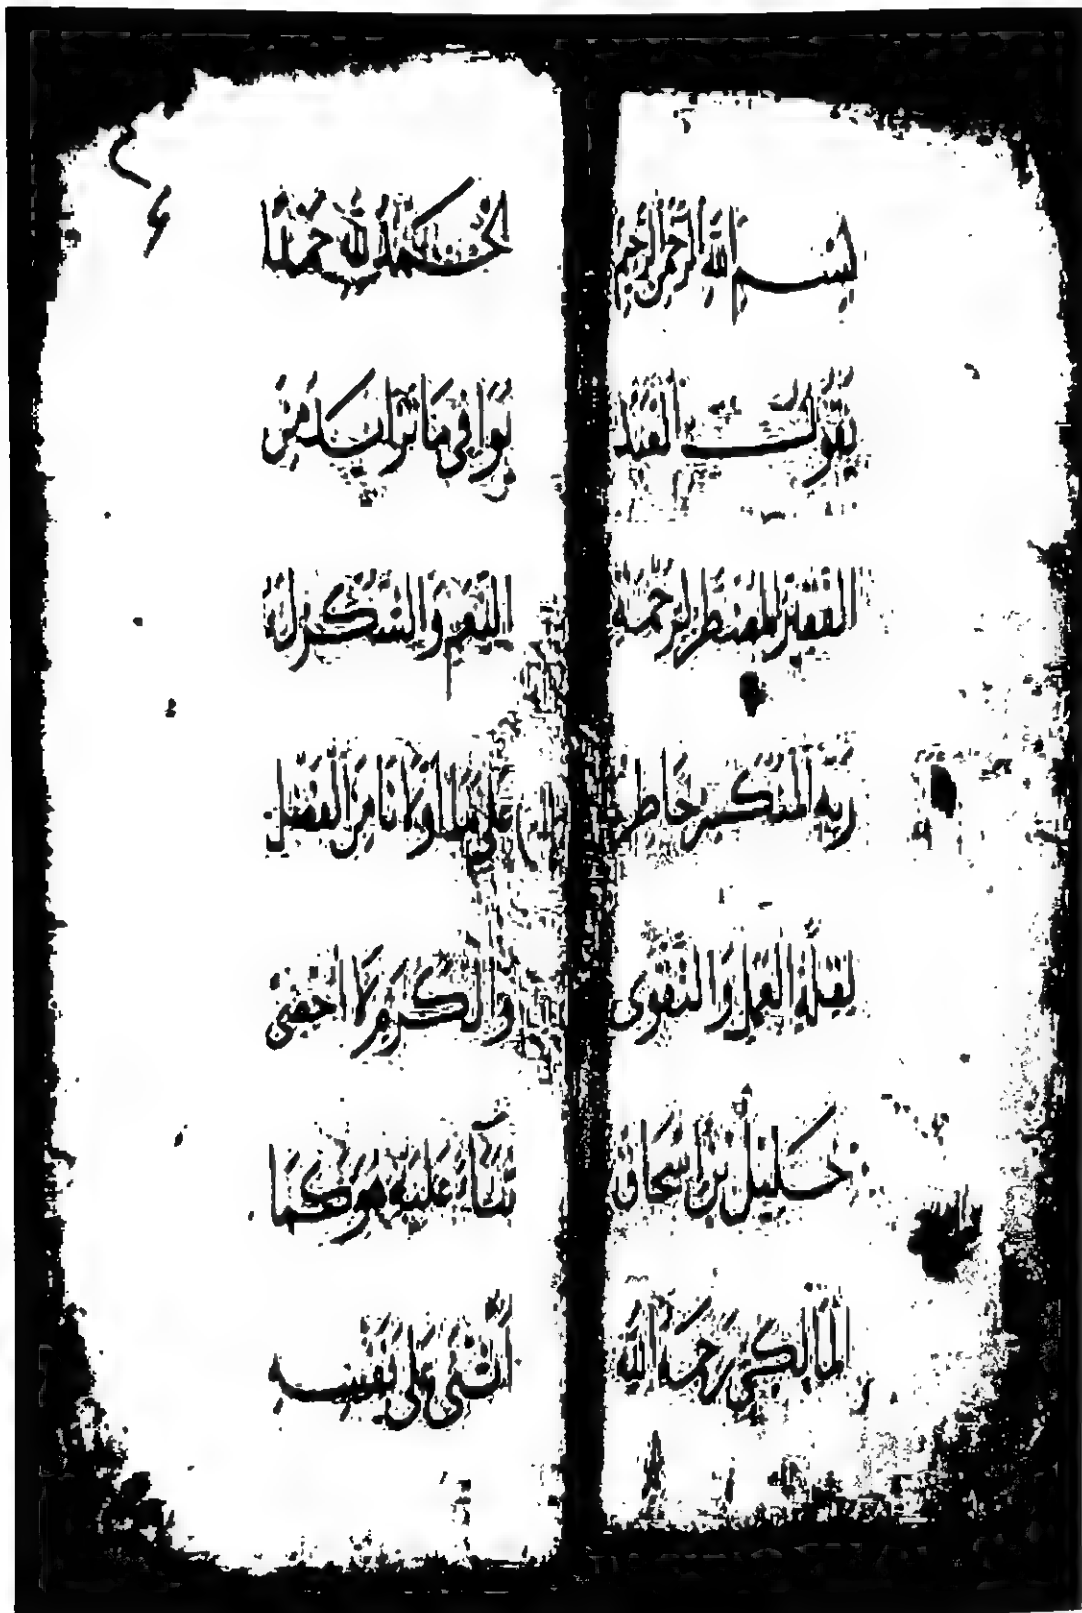 بسم الله الرحمن الرحيم
يقول العبد
الفقير المضطر لرحمة
ربه المنكسر خاطره
لقلة العمل والتقوى
خليل بن إسحاق
المالكي رحمه الله
الحمد لله حمدا
يوافي ما تزايد من
النعم والشكر له
على ما أولانا من الفضل
والكرم لا أحصي
ثناء عليه هو كما
أثنى على نفسه